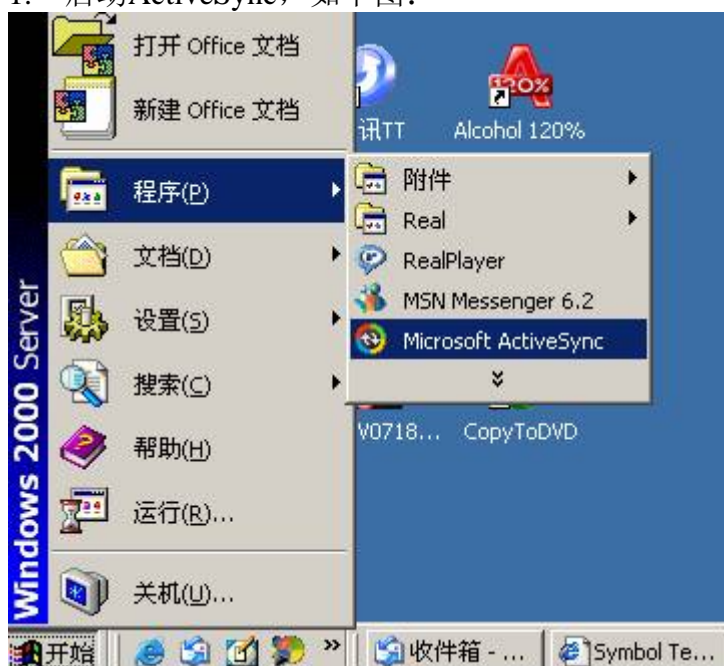 1. 启动ActiveSync，如下图：
打开 Office 文档
新建 Office 文档
程序(P)
文档(D)
设置(S)
搜索(C)
帮助(H)
运行(R)...
关机(U)...
Windows 2000 Server
讯TT
Alcohol 120%
附件
Real
RealPlayer
MSN Messenger 6.2
Microsoft ActiveSync
V0718...
CopyToDVD
开始
收件箱 - ...
Symbol Te...